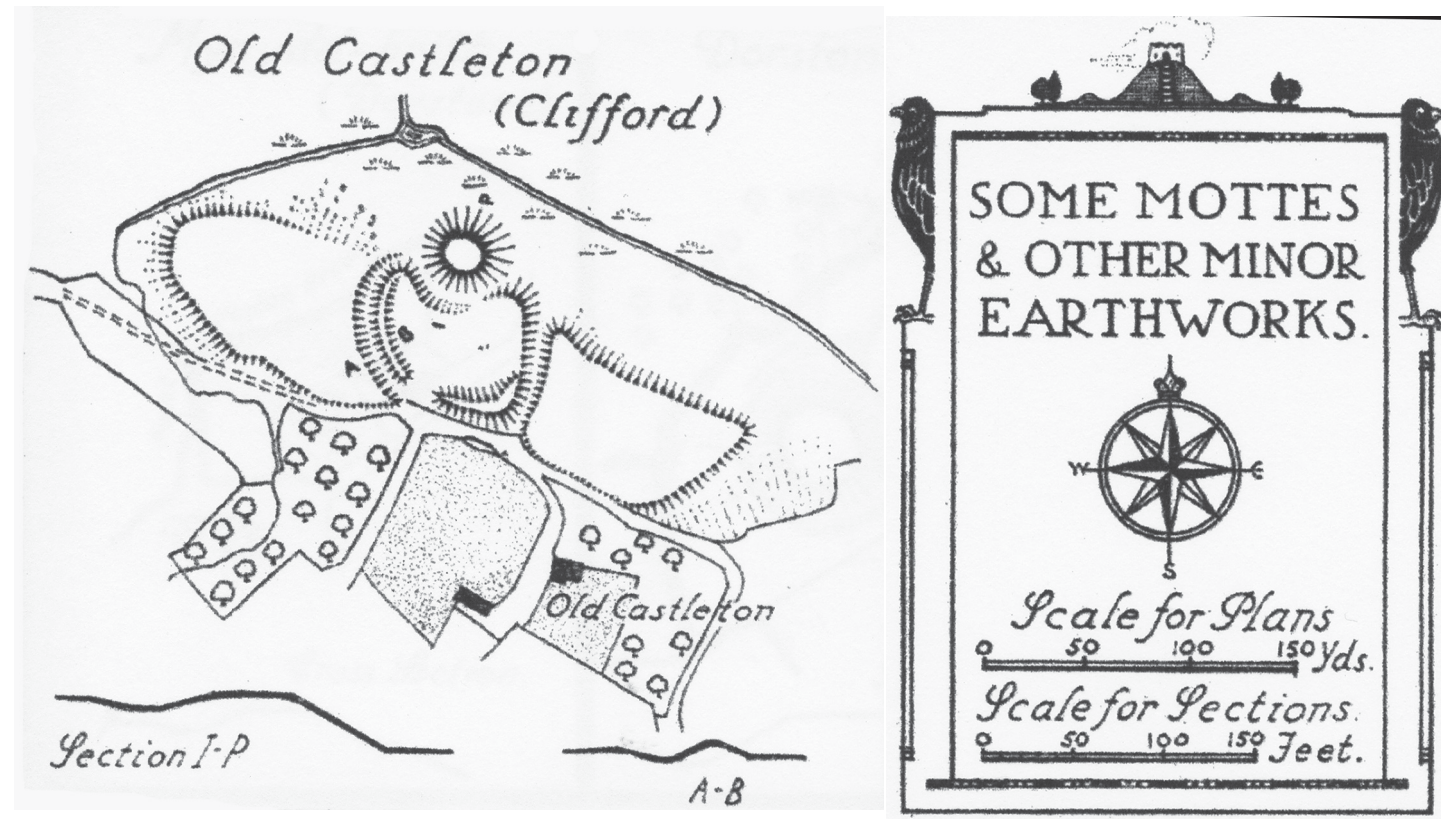 Old Castleton
(Clifford)
P
I
B
A
Old Castleton
Section I-P
A-B
SOME MOTTES
& OTHER MINOR
EARTHWORKS.
W E
S
Scale for Plans
0 50 100 150 Yds.
Scale for Sections.
0 50 100 150 Feet.